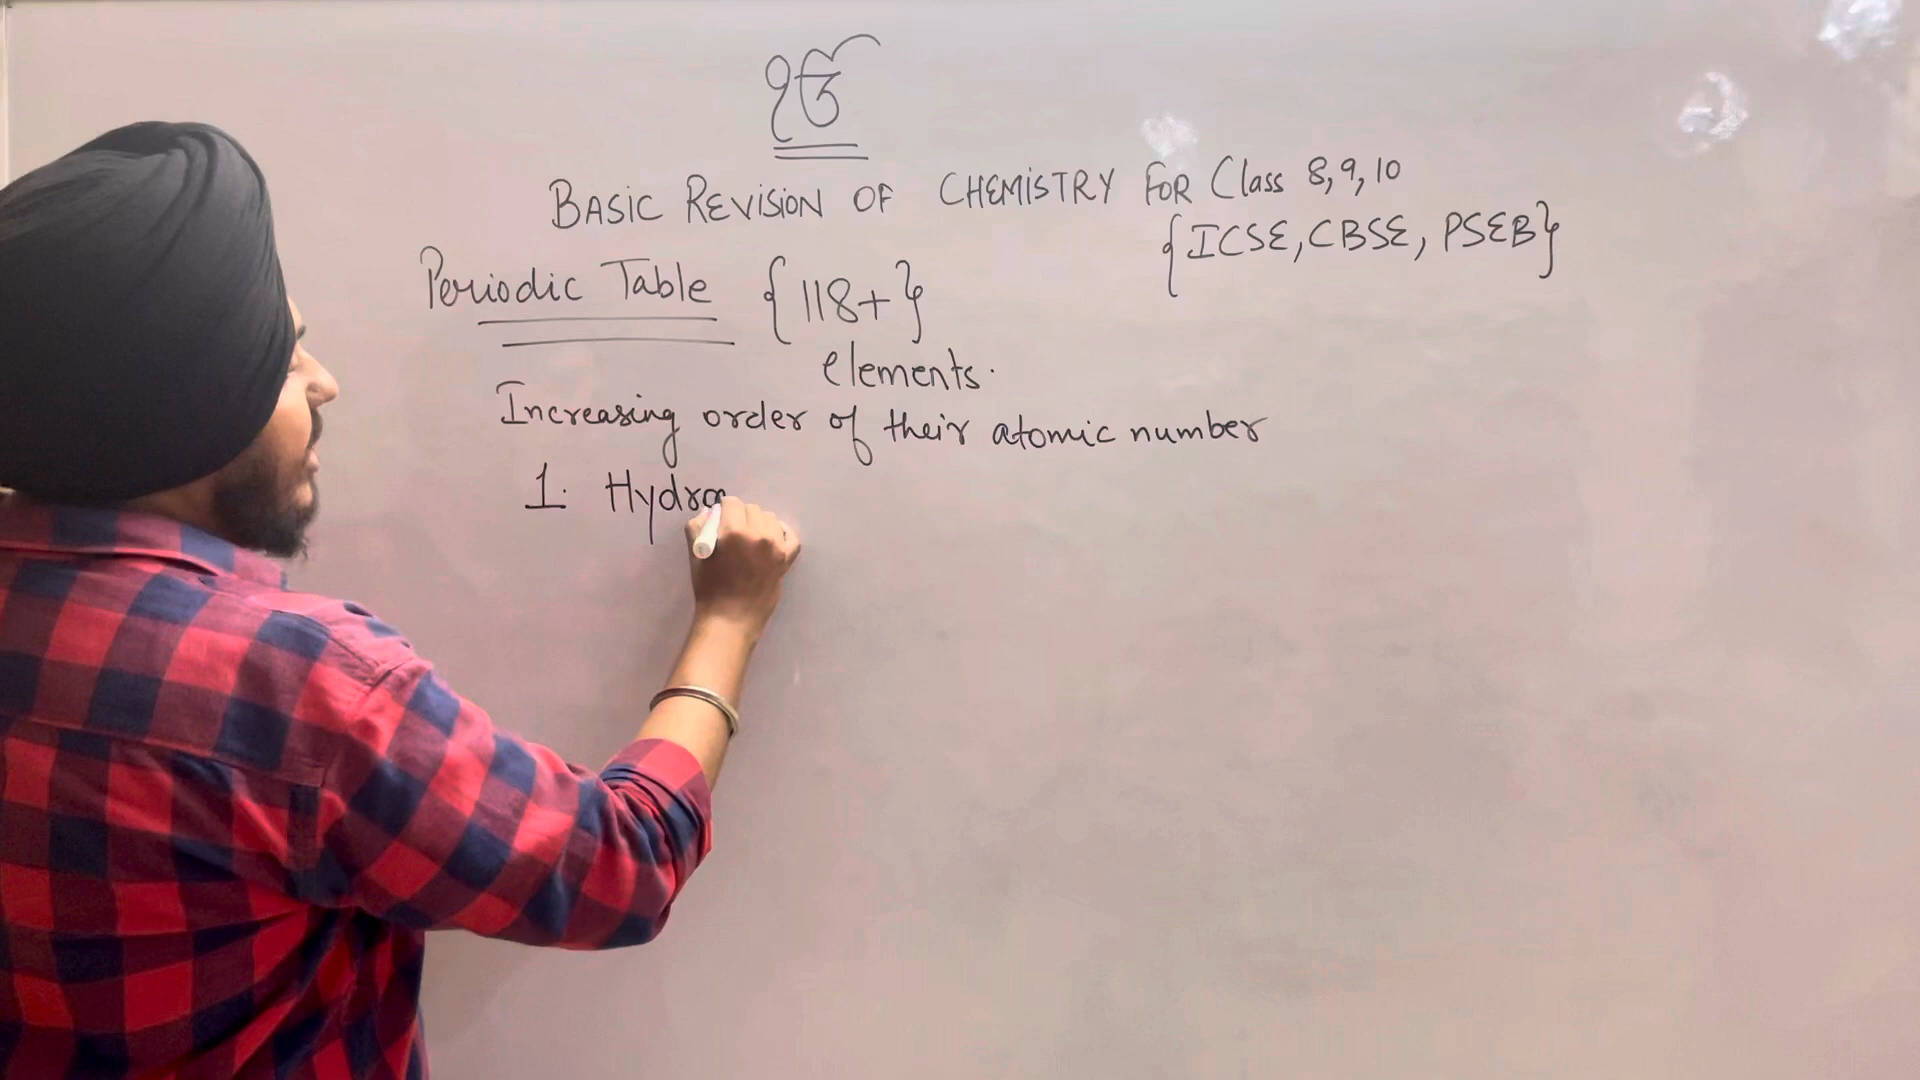 ੴ
BASIC REVISION OF CHEMISTRY FOR Class 8,9,10
{ICSE, CBSE, PSEB}
Periodic Table {118+}
elements.
Increasing order of their atomic number
1. Hydro